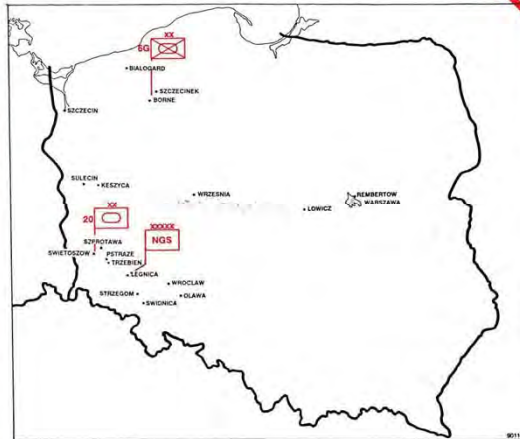 XX
6G
BIALOGARD
SZCZECINEK
BORNE
SZCZECIN
SULECIN
KESZYCA
WRZESNIA
REMBERTOW
LOWICZ
WARSZAWA
XX
20
XXXXX
NGS
SZPROTAWA
SWIETOSZOW
PSTRAZE
TRZEBIEN
LEGNICA
WROCLAW
STRZEGOM
OLAWA
SWIDNICA